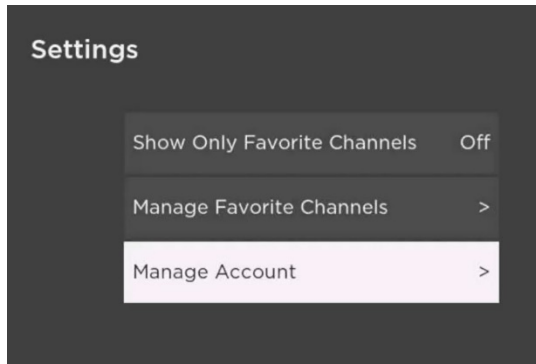 Settings
Show Only Favorite Channels Off
Manage Favorite Channels >
Manage Account >